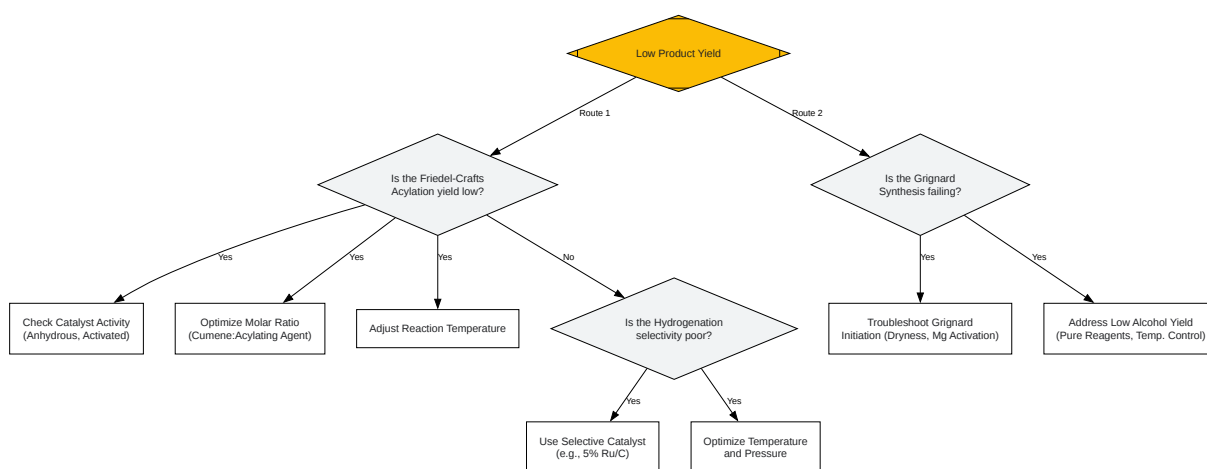 Low Product Yield
Route 1
Route 2
Is the Friedel-Crafts
Acylation yield low?
Is the Grignard
Synthesis failing?
Yes
Yes
Yes
No
Yes
Yes
Check Catalyst Activity
(Anhydrous, Activated)
Optimize Molar Ratio
(Cumene:Acylating Agent)
Adjust Reaction Temperature
Is the Hydrogenation
selectivity poor?
Troubleshoot Grignard
Initiation (Dryness, Mg Activation)
Address Low Alcohol Yield
(Pure Reagents, Temp. Control)
Yes
Yes
Use Selective Catalyst
(e.g., 5% Ru/C)
Optimize Temperature
and Pressure